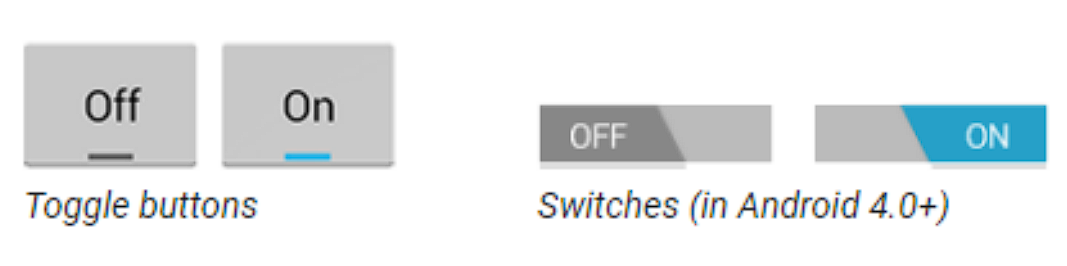 Off On
OFF ON
Toggle buttons
Switches (in Android 4.0+)